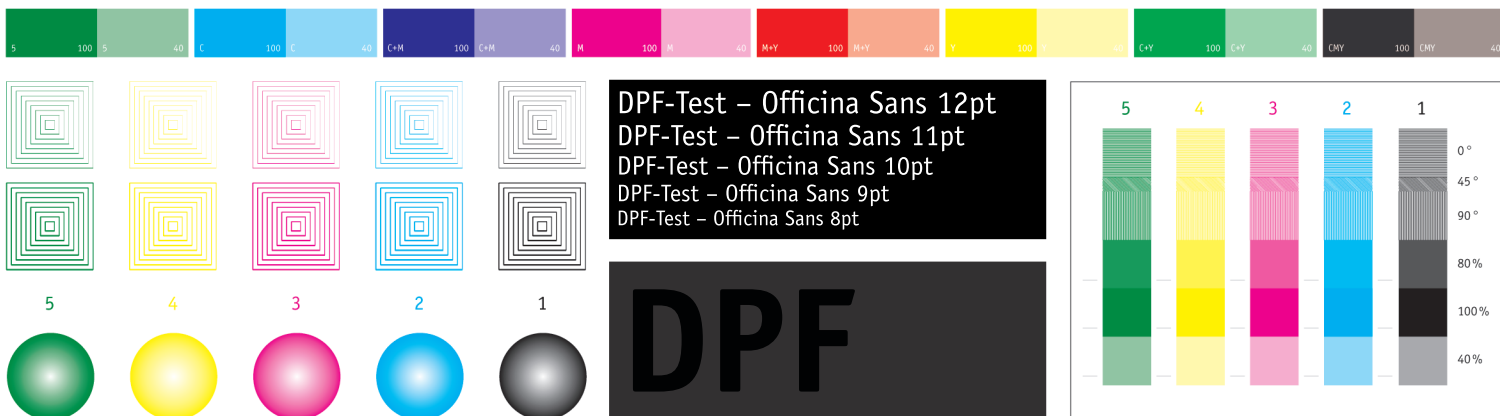 5 100 5 40 C 100 C 40 C+M 100 C+M 40 M 100 M 40 M+Y 100 M+Y 40 Y 100 Y 40 C+Y 100 C+Y 40 CMY 100 CMY 40
DPF-Test – Officina Sans 12pt
DPF-Test – Officina Sans 11pt
DPF-Test – Officina Sans 10pt
DPF-Test – Officina Sans 9pt
DPF-Test – Officina Sans 8pt
5 4 3 2 1
DPF
5 4 3 2 1
0°
45°
90°
80%
100%
40%